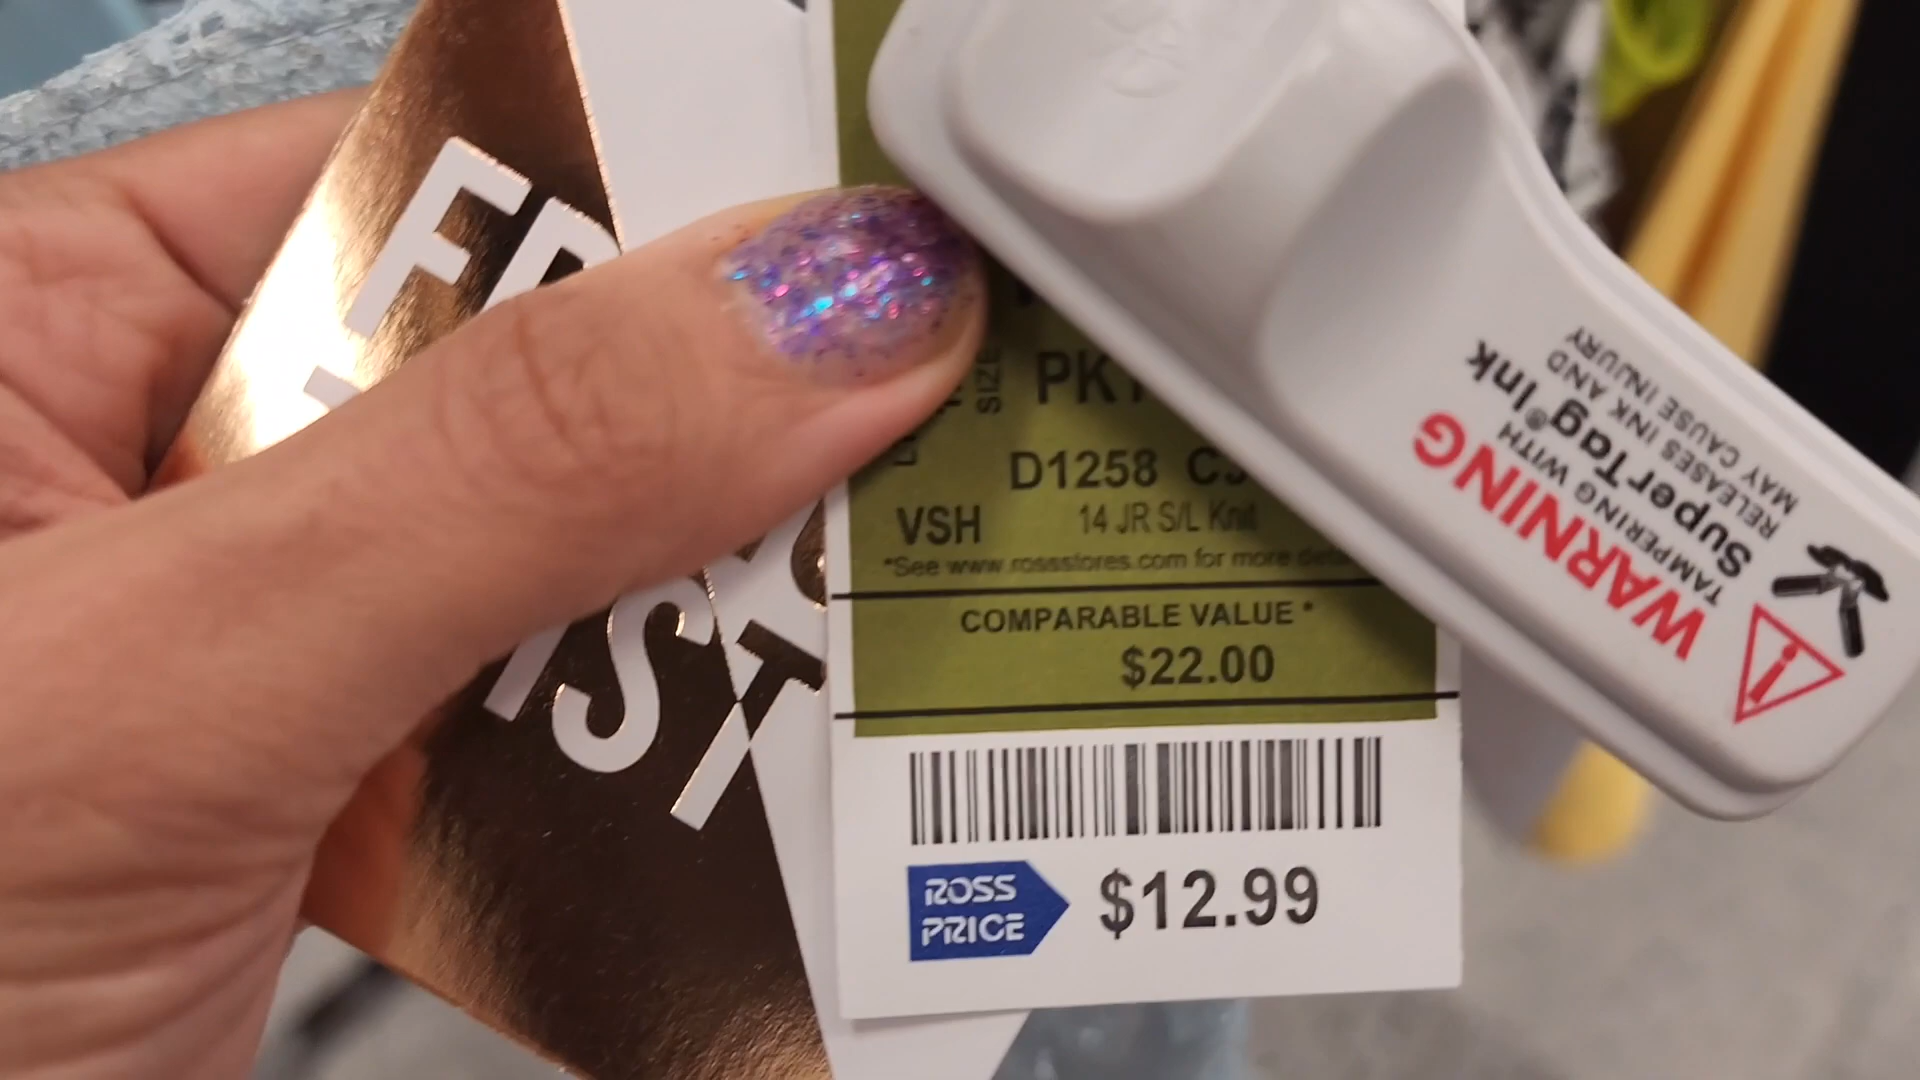 SIZE
D1258
VSH
14 JR S/L Knit
*See www.rossstores.com for more
COMPARABLE VALUE *
$22.00
ROSS
PRICE
$12.99
WARNING
TAMPERING WITH
SuperTag® Ink
RELEASES INK AND
MAY CAUSE INJURY